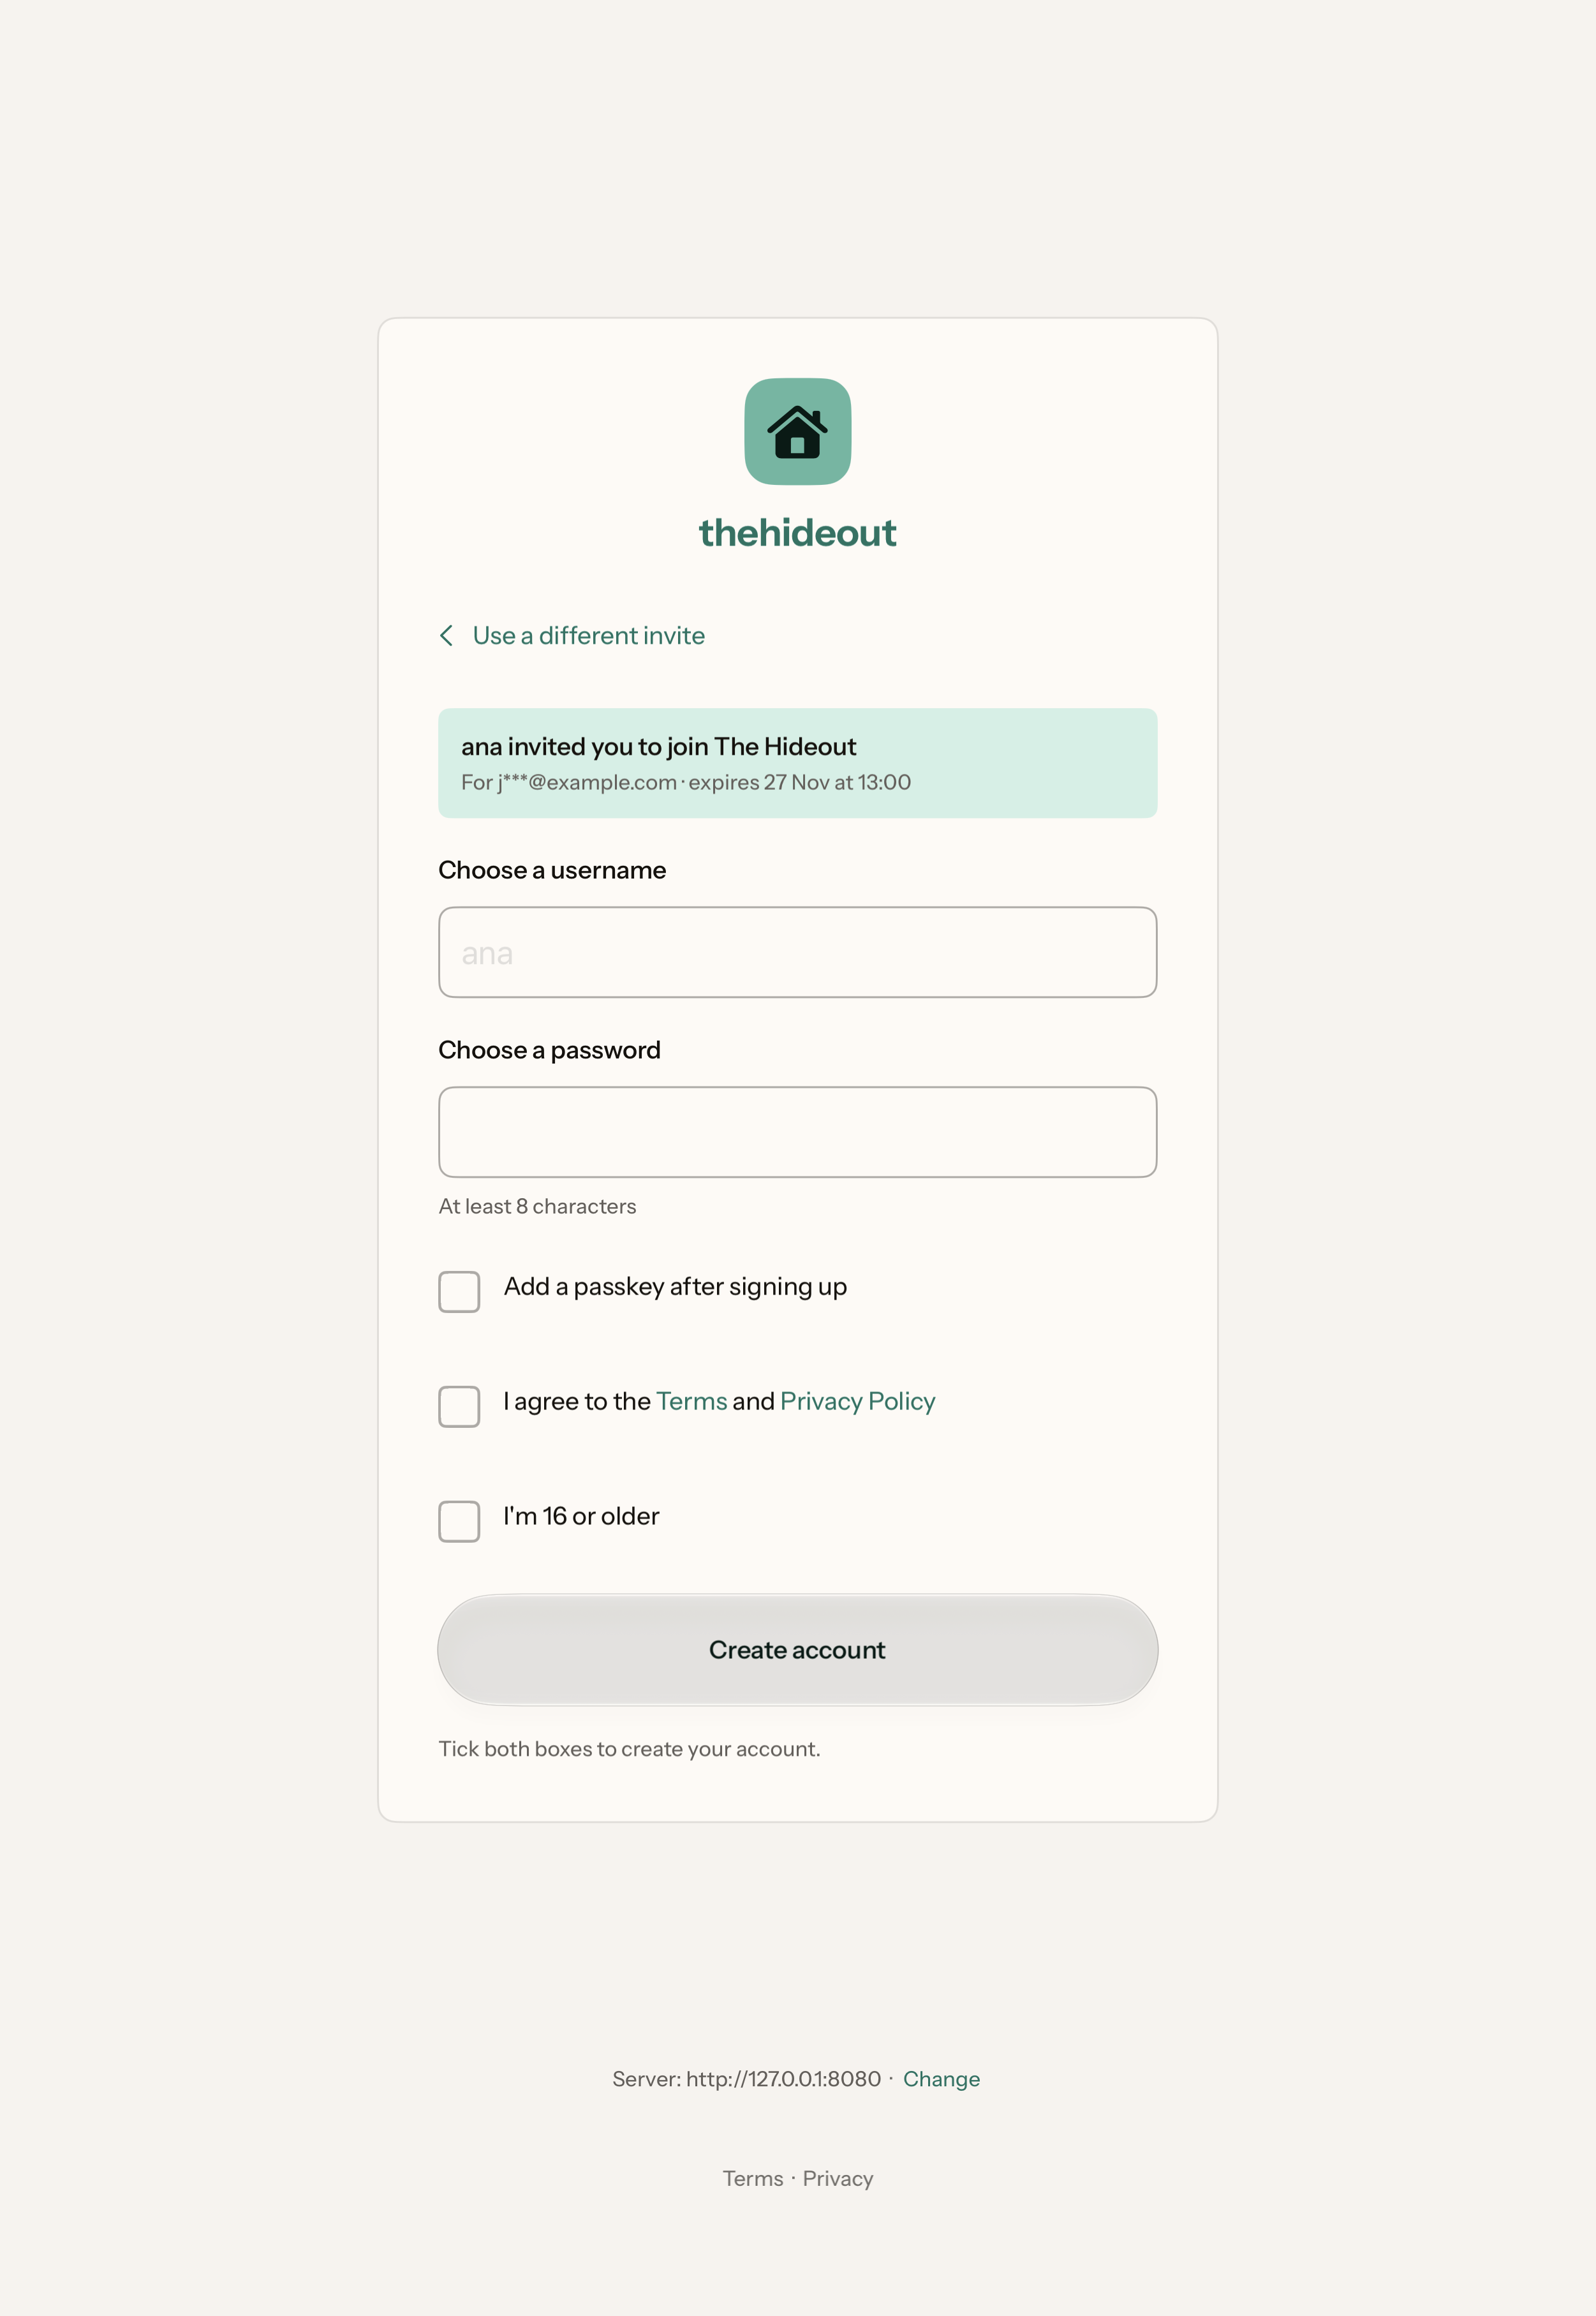 thehideout
Use a different invite
ana invited you to join The Hideout
For j***@example.com · expires 27 Nov at 13:00
Choose a username
ana
Choose a password
At least 8 characters
Add a passkey after signing up
I agree to the Terms and Privacy Policy
I'm 16 or older
Create account
Tick both boxes to create your account.
Server: http://127.0.0.1:8080 · Change
Terms · Privacy